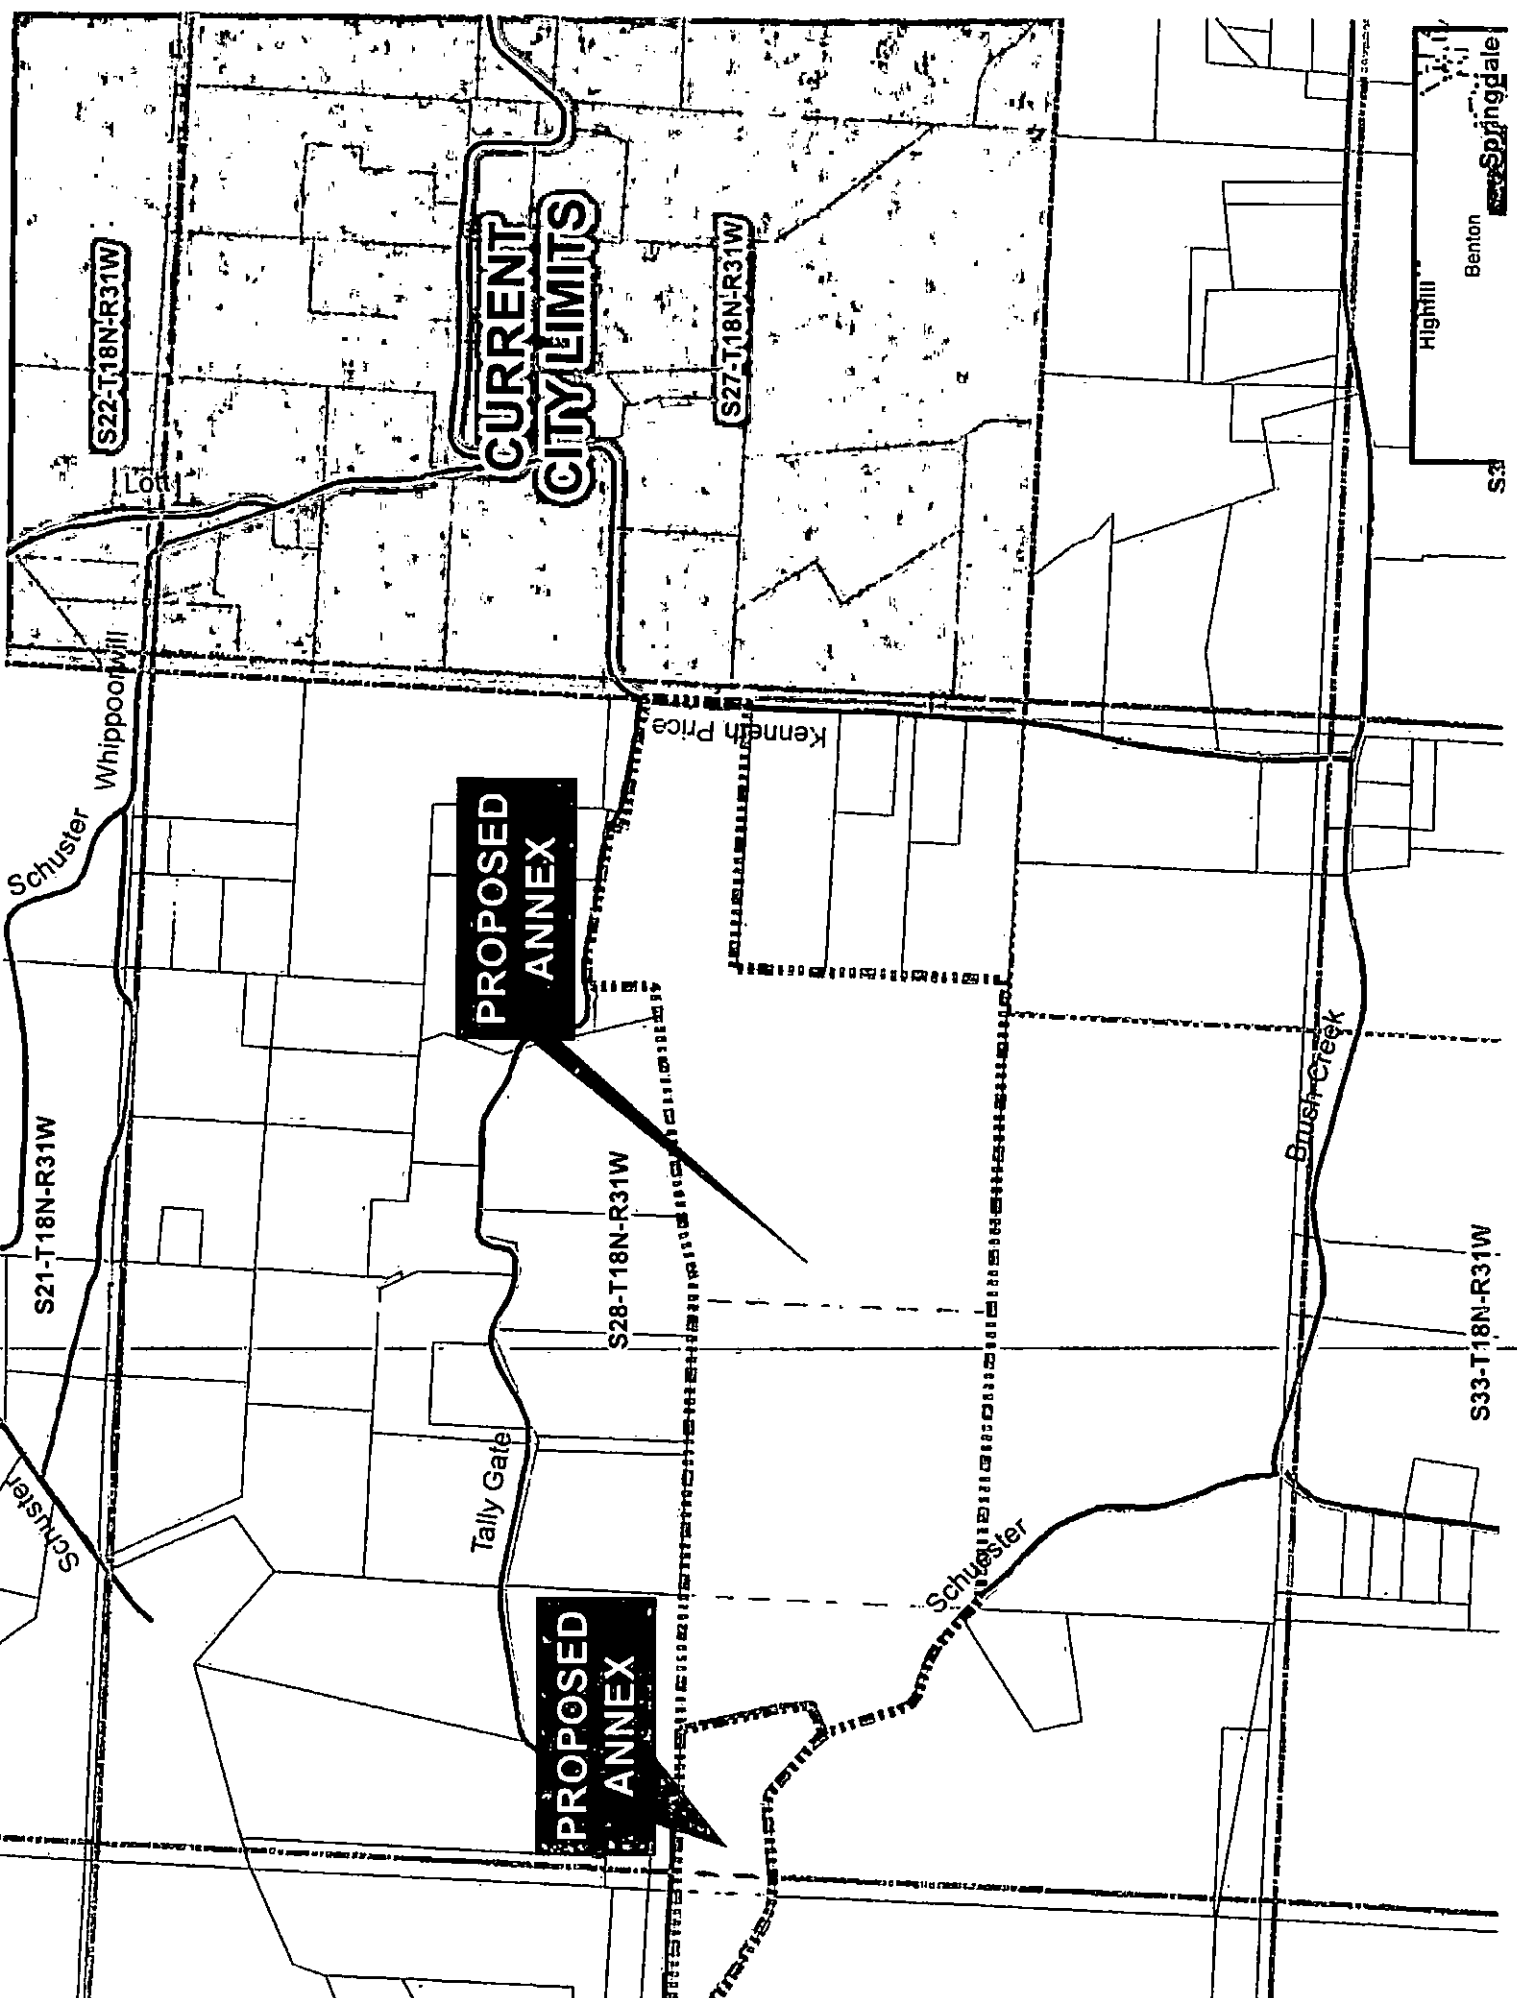 S22-T18N-R31W
Lott
CURRENT
CITY LIMITS
S27-T18N-R31W
Whippoorwill
Schuster
Kenneth Price
PROPOSED
ANNEX
S21-T18N-R31W
S28-T18N-R31W
Brush Creek
S33-T18N-R31W
Schuster
Tally Gate
Schuester
PROPOSED
ANNEX
Highfill
Benton
Springdale